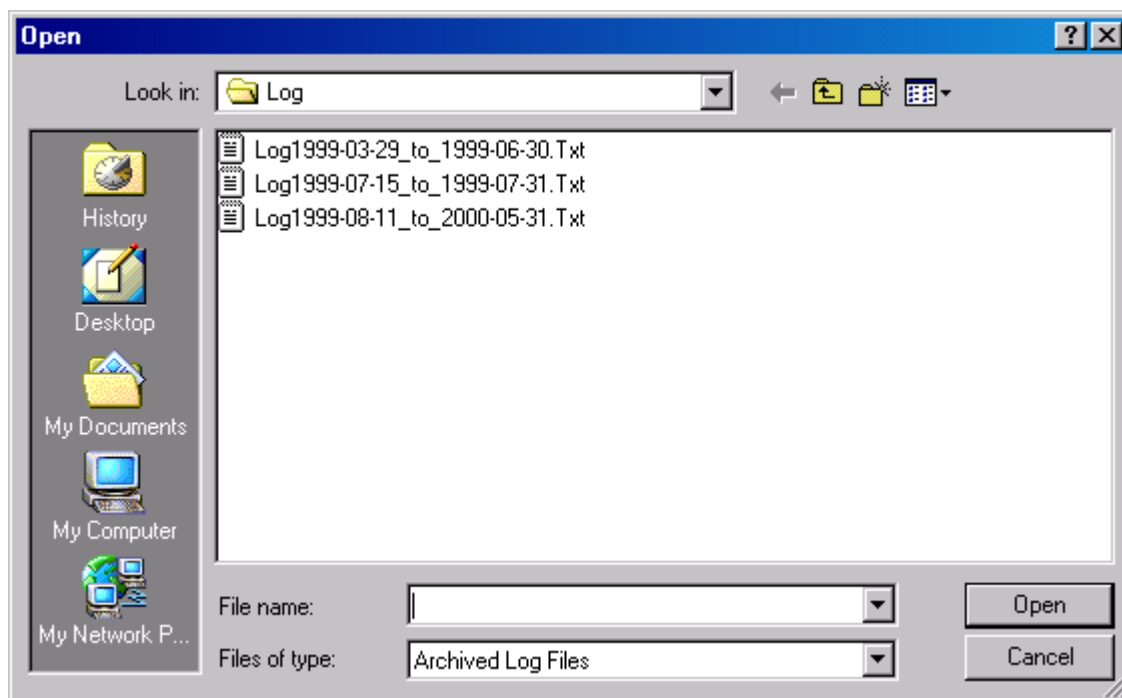 Open
Look in: Log
Log1999-03-29_to_1999-06-30.Txt
Log1999-07-15_to_1999-07-31.Txt
Log1999-08-11_to_2000-05-31.Txt
History
Desktop
My Documents
My Computer
My Network P...
File name: Open
Files of type: Archived Log Files Cancel